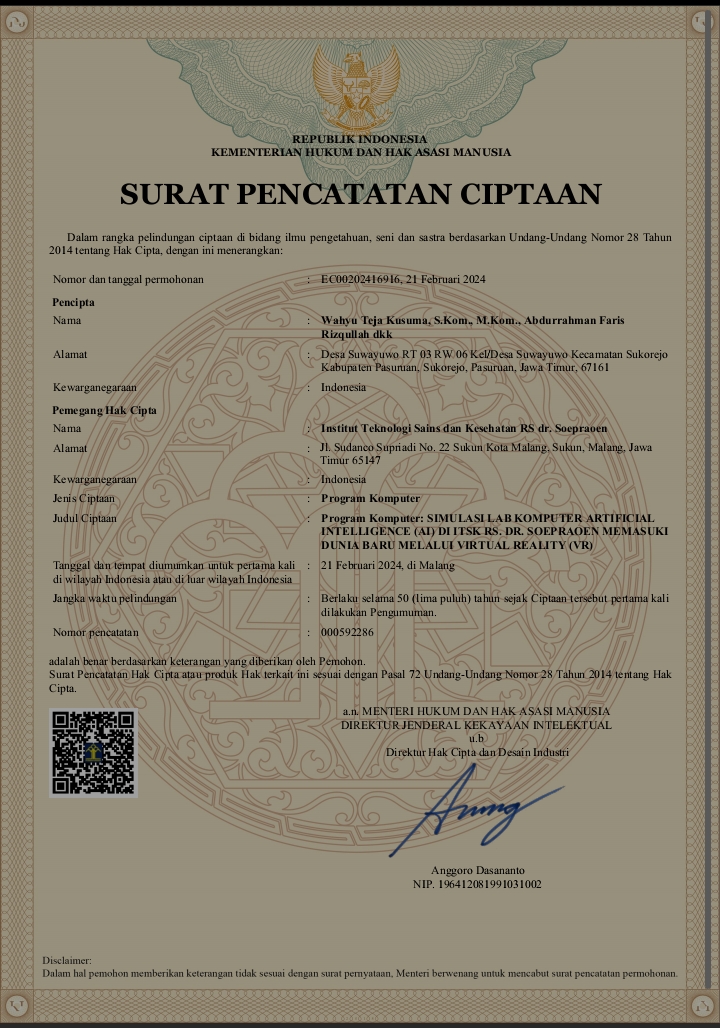 REPUBLIK INDONESIA
KEMENTERIAN HUKUM DAN HAK ASASI MANUSIA
SURAT PENCATATAN CIPTAAN
Dalam rangka pelindungan ciptaan di bidang ilmu pengetahuan, seni dan sastra berdasarkan Undang-Undang Nomor 28 Tahun
2014 tentang Hak Cipta, dengan ini menerangkan:
Nomor dan tanggal permohonan : EC00202416916, 21 Februari 2024
Pencipta
Nama : Wahyu Teja Kusuma, S.Kom., M.Kom., Abdurrahman Faris
Rizqullah dkk
Alamat : Desa Suwayuwo RT 03 RW 06 Kel/Desa Suwayuwo Kecamatan Sukorejo
Kabupaten Pasuruan, Sukorejo, Pasuruan, Jawa Timur, 67161
Kewarganegaraan : Indonesia
Pemegang Hak Cipta
Nama : Institut Teknologi Sains dan Kesehatan RS dr. Soepraoen
Alamat : Jl. Sudanco Supriadi No. 22 Sukun Kota Malang, Sukun, Malang, Jawa
Timur 65147
Kewarganegaraan : Indonesia
Jenis Ciptaan : Program Komputer
Judul Ciptaan : Program Komputer: SIMULASI LAB KOMPUTER ARTIFICIAL
INTELLIGENCE (AI) DI ITSK RS. DR. SOEPRAOEN MEMASUKI
DUNIA BARU MELALUI VIRTUAL REALITY (VR)
Tanggal dan tempat diumumkan untuk pertama kali : 21 Februari 2024, di Malang
di wilayah Indonesia atau di luar wilayah Indonesia
Jangka waktu pelindungan : Berlaku selama 50 (lima puluh) tahun sejak Ciptaan tersebut pertama kali
dilakukan Pengumuman.
Nomor pencatatan : 000592286
adalah benar berdasarkan keterangan yang diberikan oleh Pemohon.
Surat Pencatatan Hak Cipta atau produk Hak terkait ini sesuai dengan Pasal 72 Undang-Undang Nomor 28 Tahun 2014 tentang Hak
Cipta.
a.n. MENTERI HUKUM DAN HAK ASASI MANUSIA
DIREKTUR JENDERAL KEKAYAAN INTELEKTUAL
u.b
Direktur Hak Cipta dan Desain Industri
Anggoro Dasananto
NIP. 196412081991031002
Disclaimer:
Dalam hal pemohon memberikan keterangan tidak sesuai dengan surat pernyataan, Menteri berwenang untuk mencabut surat pencatatan permohonan.